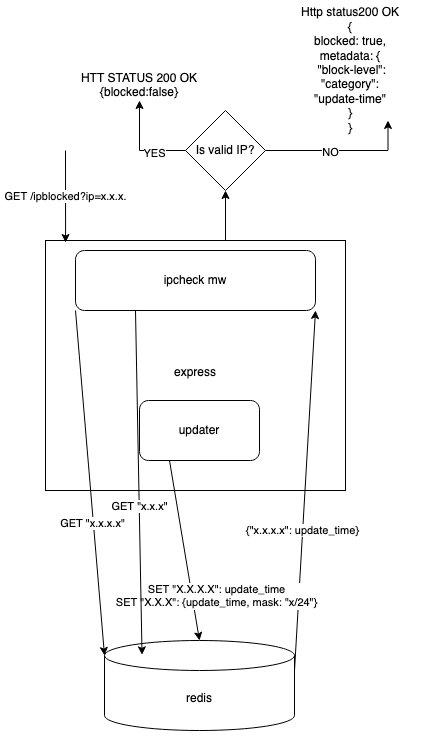 Http status200 OK
{
blocked: true,
metadata: {
"block-level":
"category":
"update-time"
}
}
HTT STATUS 200 OK
{blocked:false}
Is valid IP?
YES
NO
GET /ipblocked?ip=x.x.x.
ipcheck mw
express
updater
GET "x.x.x"
GET "x.x.x.x"
{"x.x.x.x": update_time}
SET "X.X.X.X": update_time
SET "X.X.X": {update_time, mask: "x/24"}
redis